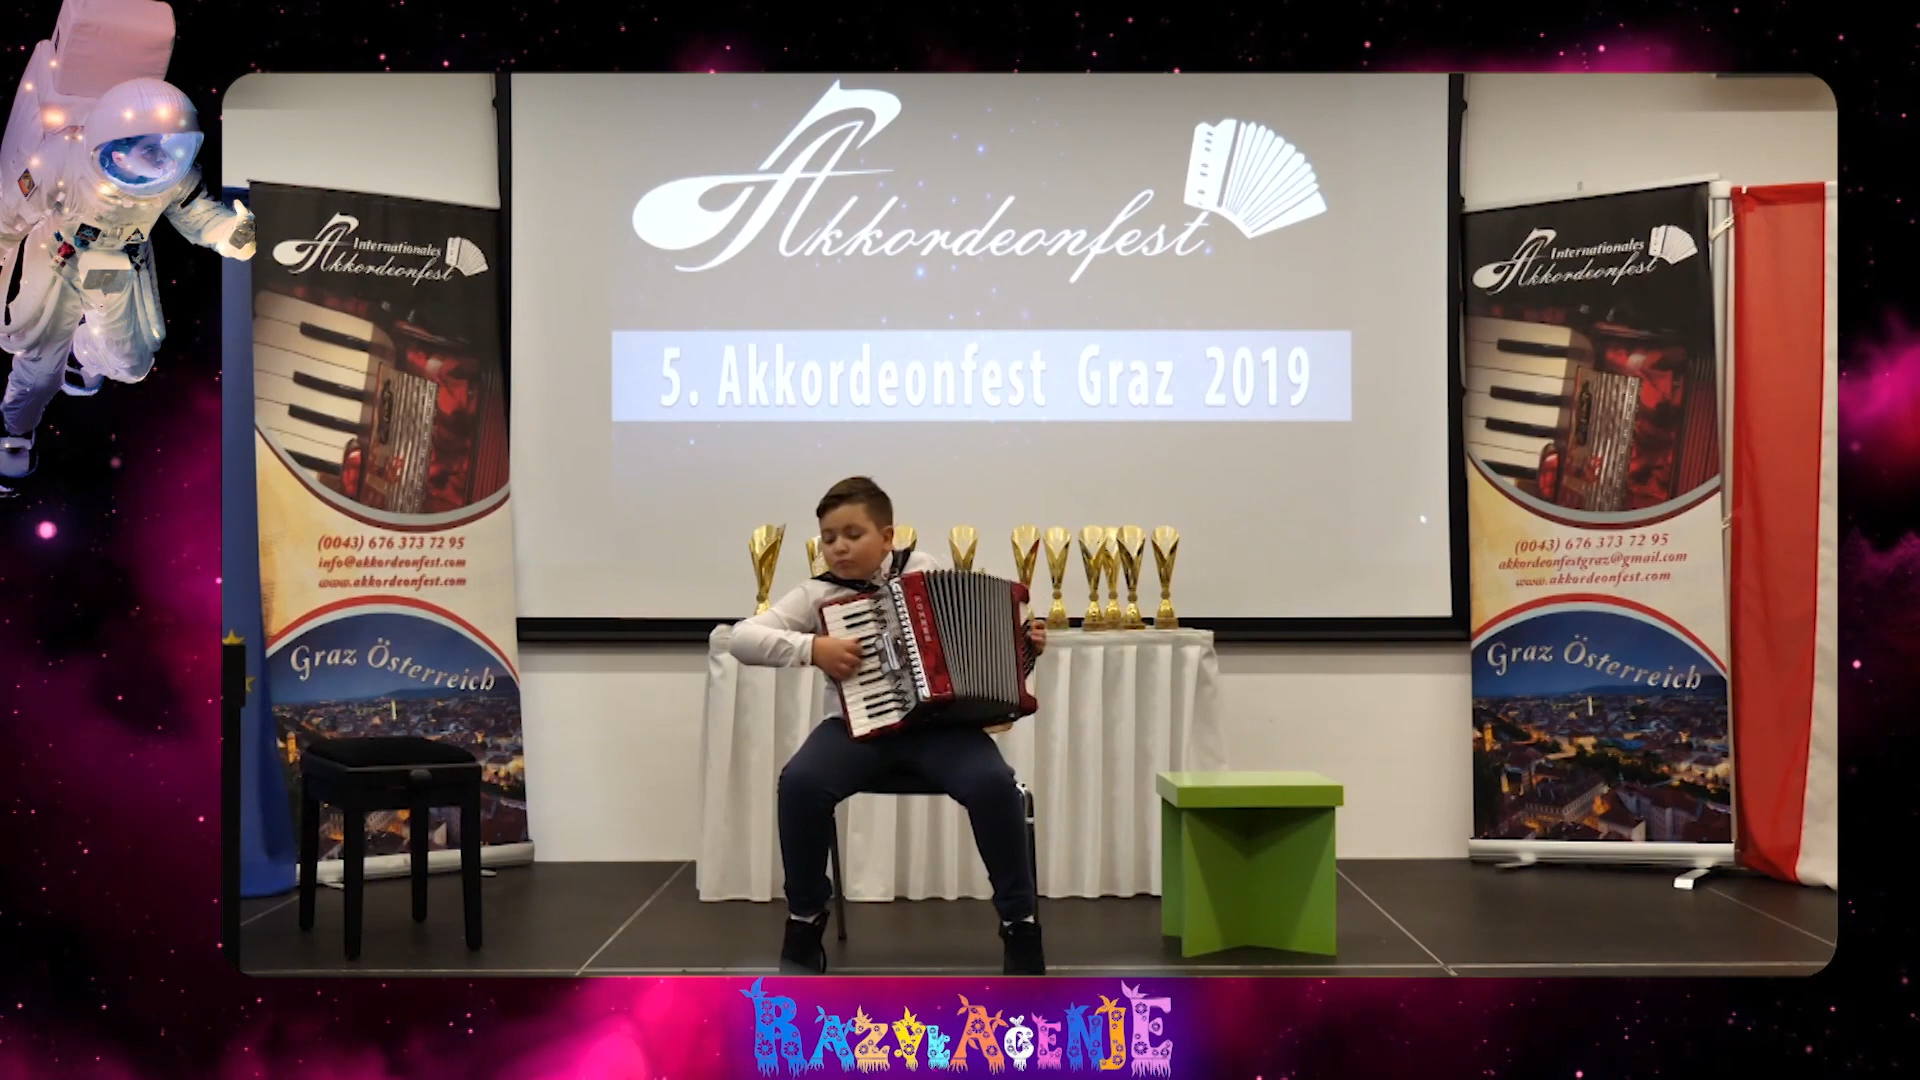 Akkordeonfest
5. Akkordeonfest Graz 2019
Internationales
Akkordeonfest
(0043) 676 373 72 95
info@akkordeonfest.com
www.akkordeonfest.com
Graz Österreich
Internationales
Akkordeonfest
(0043) 676 373 72 95
akkordeonfestgraz@gmail.com
www.akkordeonfest.com
Graz Österreich